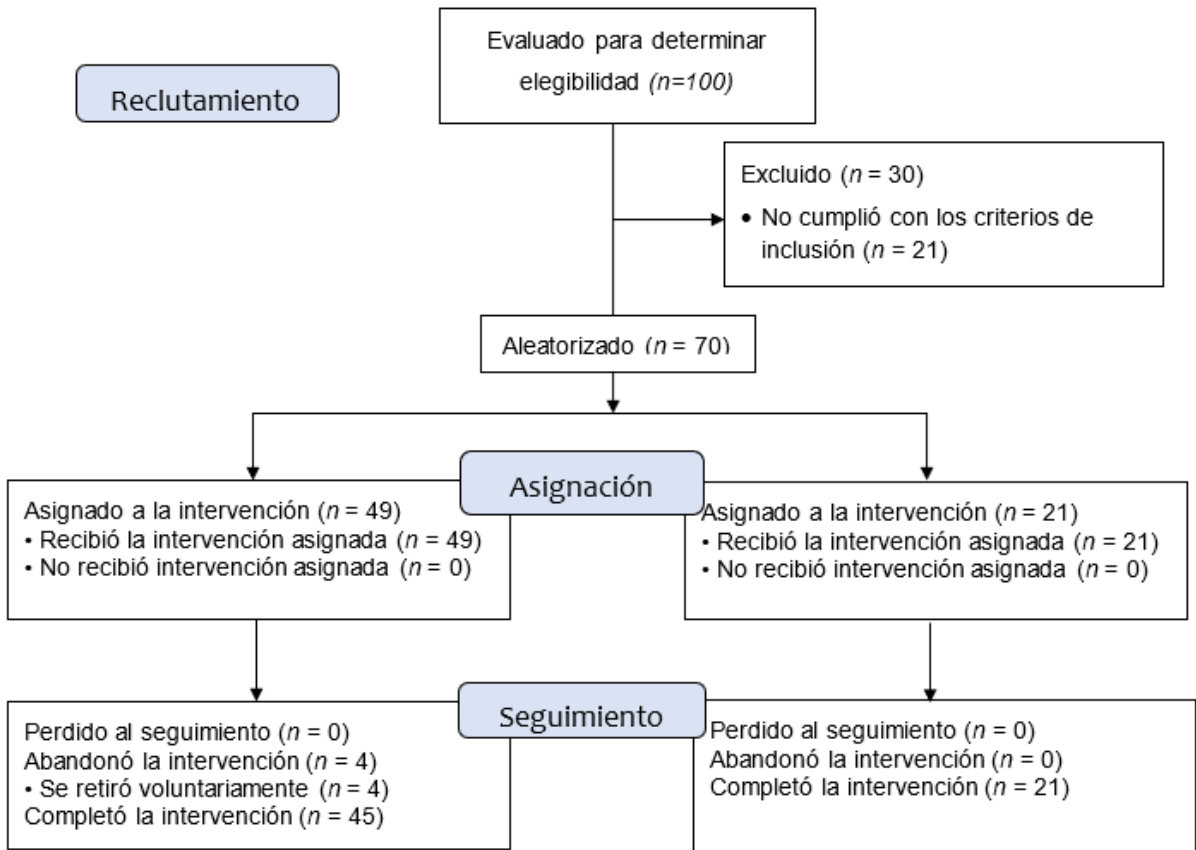 Evaluado para determinar
elegibilidad (n=100)
Reclutamiento
Excluido (n = 30)
• No cumplió con los criterios de
inclusión (n = 21)
Aleatorizado (n = 70)
Asignación
Asignado a la intervención (n = 49)
• Recibió la intervención asignada (n = 49)
• No recibió intervención asignada (n = 0)
Asignado a la intervención (n = 21)
• Recibió la intervención asignada (n = 21)
• No recibió intervención asignada (n = 0)
Seguimiento
Perdido al seguimiento (n = 0)
Abandonó la intervención (n = 4)
• Se retiró voluntariamente (n = 4)
Completó la intervención (n = 45)
Perdido al seguimiento (n = 0)
Abandonó la intervención (n = 0)
Completó la intervención (n = 21)